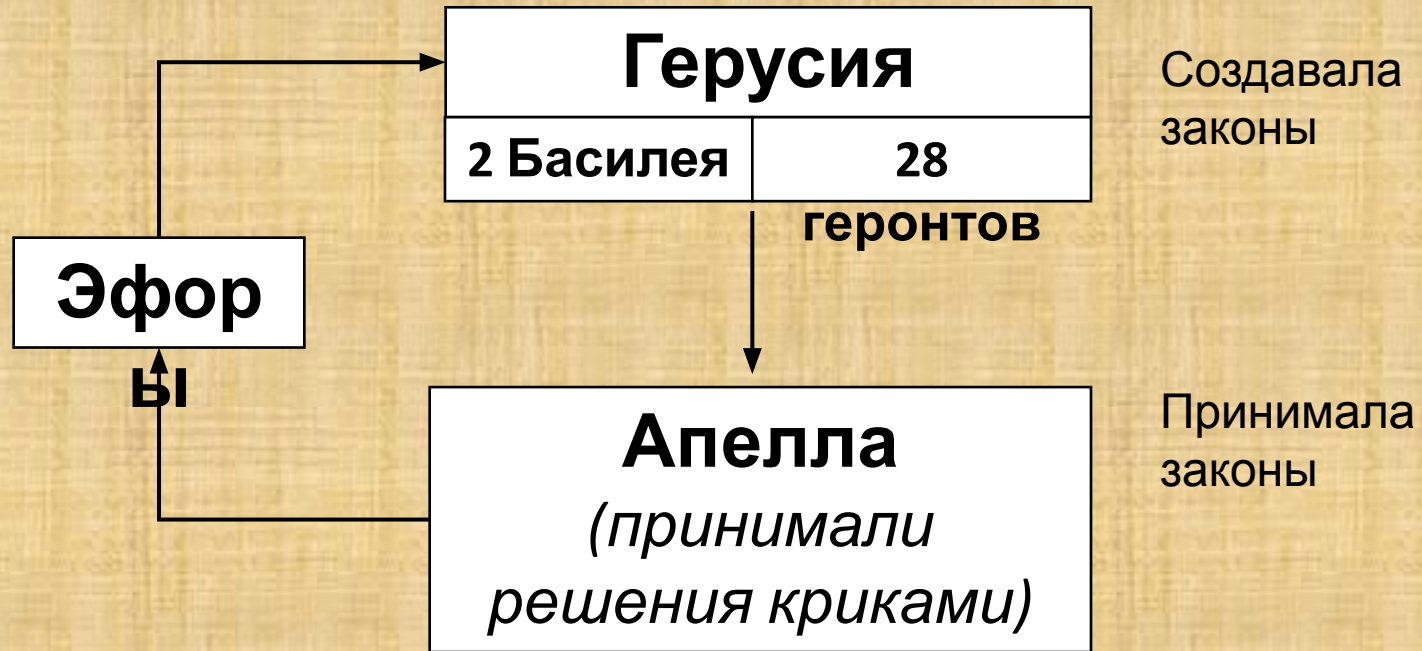 Герусия
2 Басилея
28
геронтов
Создавала
законы
Эфор
ы
Апелла
(принимали
решения криками)
Принимала
законы